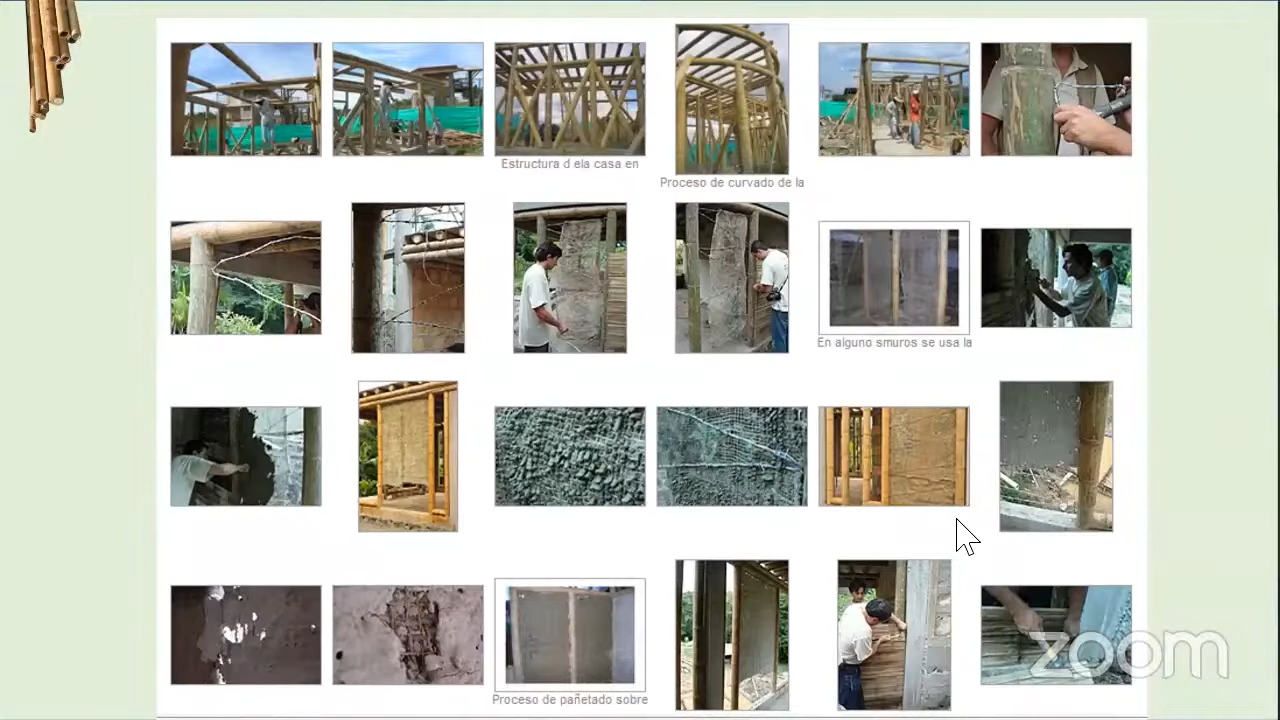 Estructura d ela casa en
Proceso de curvado de la
En alguno smuros se usa la
Proceso de pañetado sobre
zoom